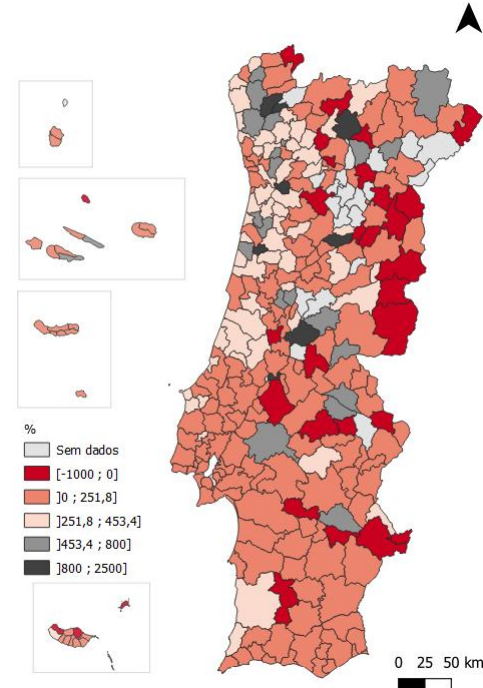 %
Sem dados
[-1000 ; 0]
]0 ; 251,8]
]251,8 ; 453,4]
]453,4 ; 800]
]800 ; 2500]
0 25 50 km